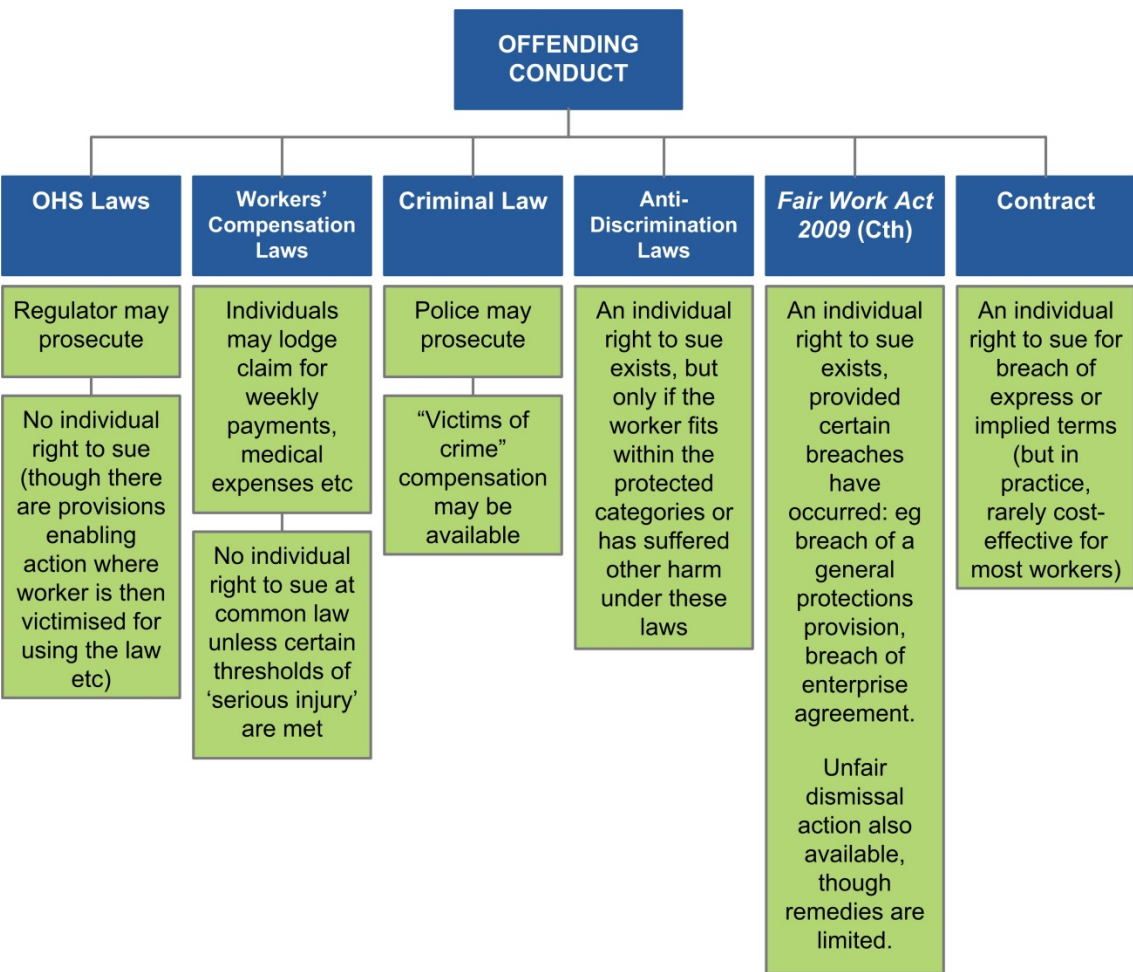 OFFENDING
CONDUCT
OHS Laws
Regulator may
prosecute
No individual
right to sue
(though there
are provisions
enabling
action where
worker is then
victimised for
using the law
etc)
Workers’
Compensation
Laws
Individuals
may lodge
claim for
weekly
payments,
medical
expenses etc
No individual
right to sue at
common law
unless certain
thresholds of
‘serious injury’
are met
Criminal Law
Police may
prosecute
“Victims of
crime”
compensation
may be
available
Anti-
Discrimination
Laws
An individual
right to sue
exists, but
only if the
worker fits
within the
protected
categories or
has suffered
other harm
under these
laws
Fair Work Act
2009 (Cth)
An individual
right to sue
exists,
provided
certain
breaches
have
occurred: eg
breach of a
general
protections
provision,
breach of
enterprise
agreement.
Unfair
dismissal
action also
available,
though
remedies are
limited.
Contract
An individual
right to sue for
breach of
express or
implied terms
(but in
practice,
rarely cost-
effective for
most workers)